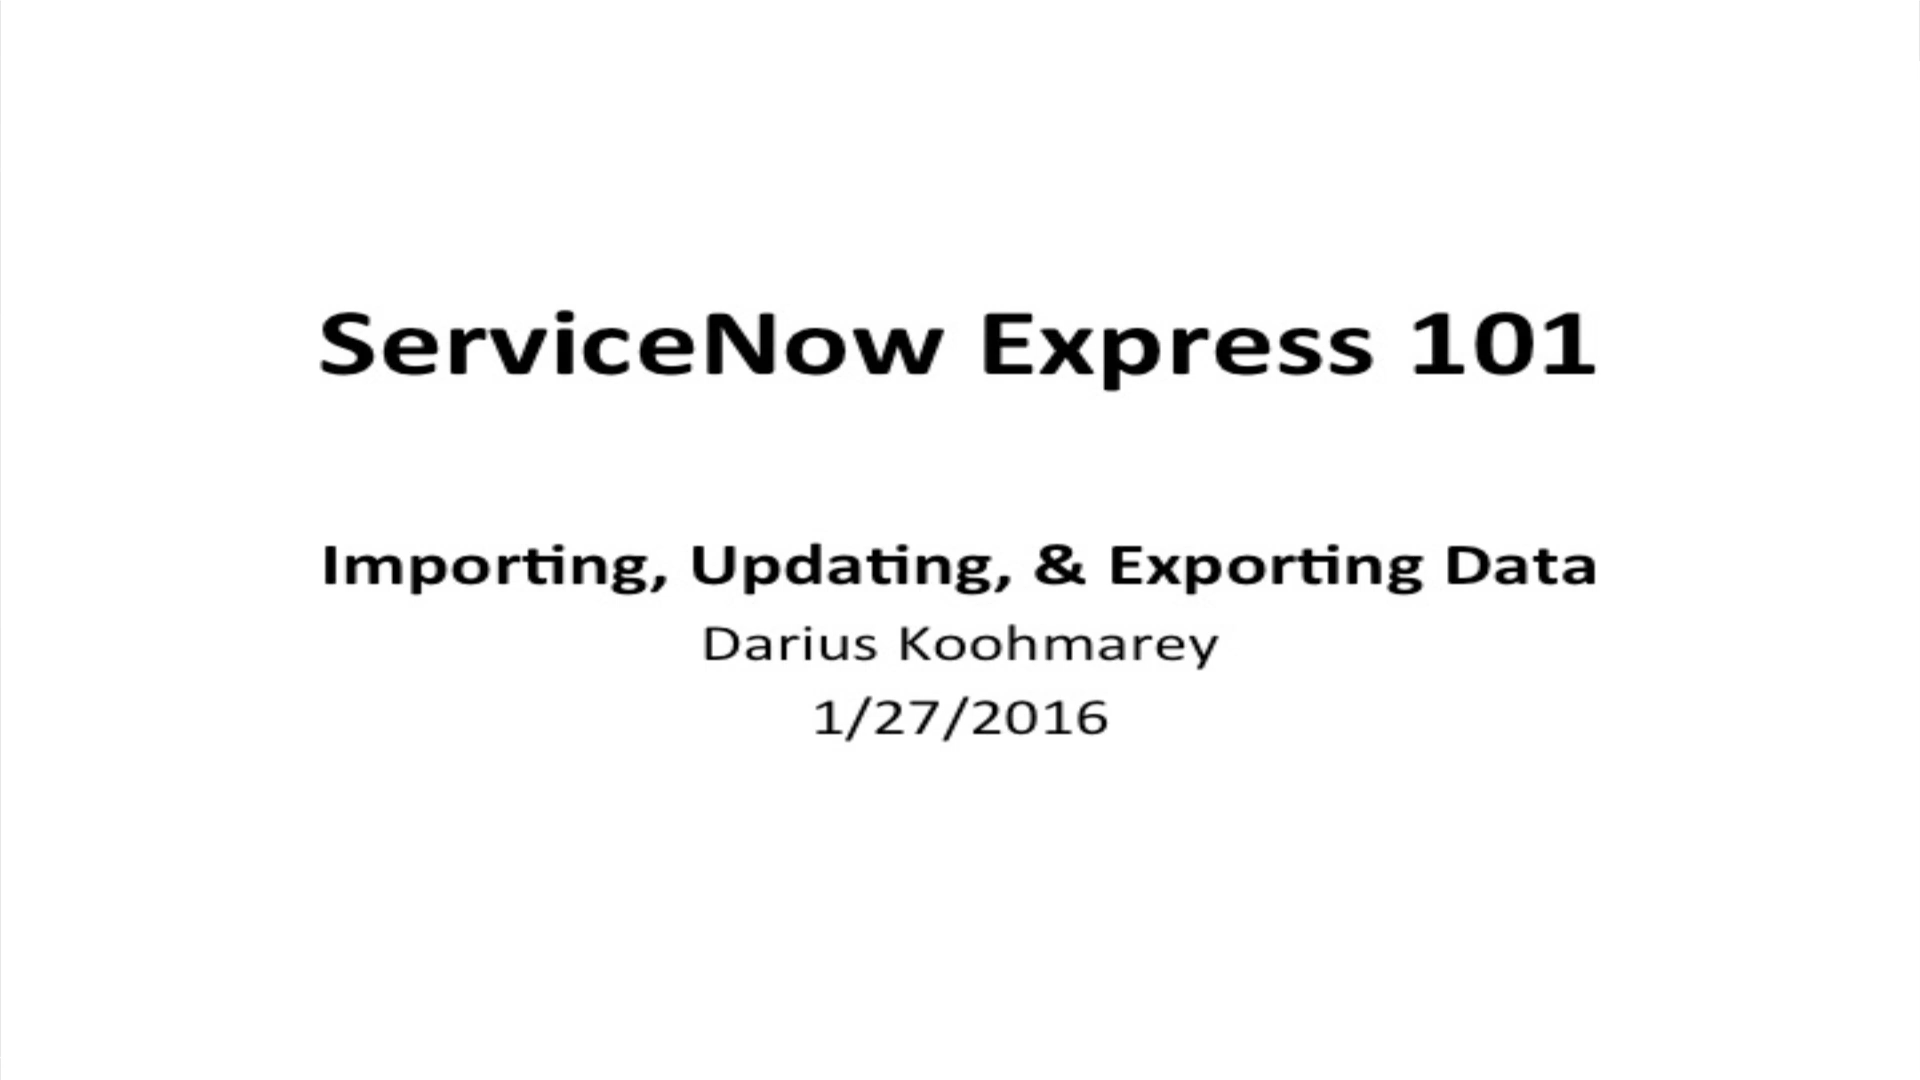 ServiceNow Express 101
Importing, Updating, & Exporting Data
Darius Koohmarey
1/27/2016